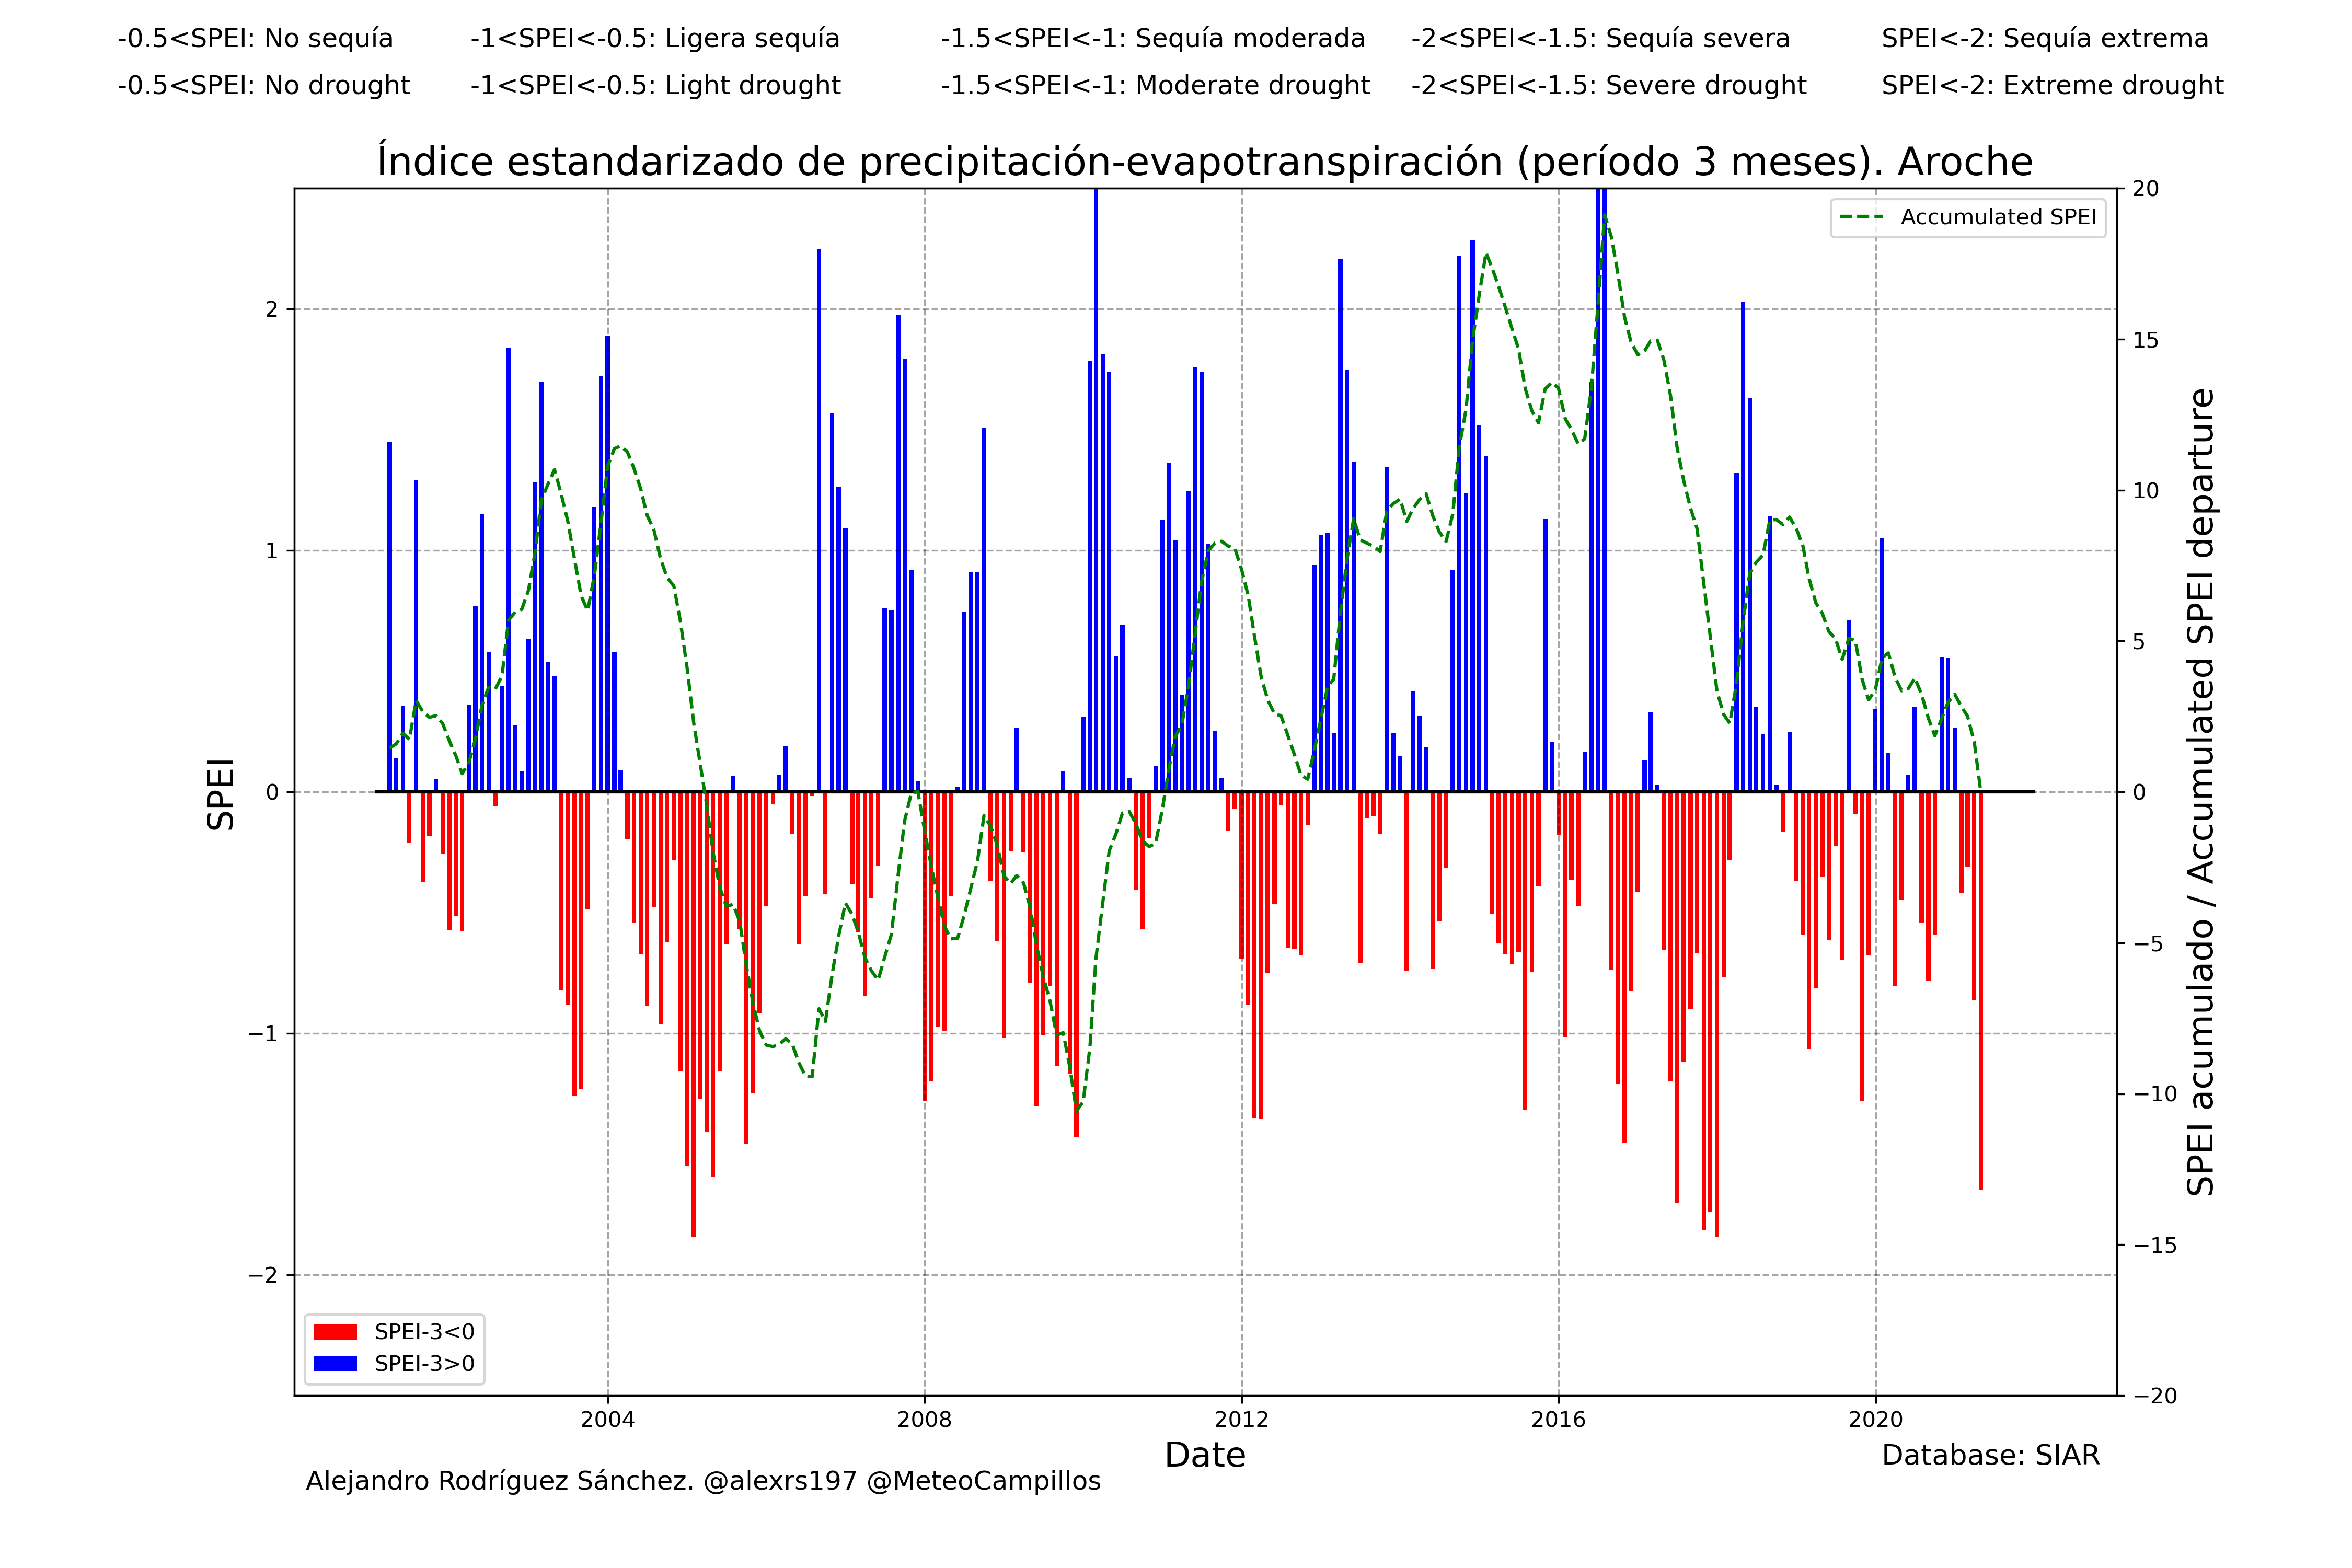 -0.5<SPEI: No sequía -1<SPEI<-0.5: Ligera sequía -1.5<SPEI<-1: Sequía moderada -2<SPEI<-1.5: Sequía severa SPEI<-2: Sequía extrema
-0.5<SPEI: No drought -1<SPEI<-0.5: Light drought -1.5<SPEI<-1: Moderate drought -2<SPEI<-1.5: Severe drought SPEI<-2: Extreme drought
Índice estandarizado de precipitación-evapotranspiración (período 3 meses). Aroche
Accumulated SPEI
SPEI
2
1
0
−1
−2
20
15
10
5
0
−5
−10
−15
−20
SPEI acumulado / Accumulated SPEI departure
SPEI-3<0
SPEI-3>0
2004 2008 2012 2016 2020
Date
Database: SIAR
Alejandro Rodríguez Sánchez. @alexrs197 @MeteoCampillos